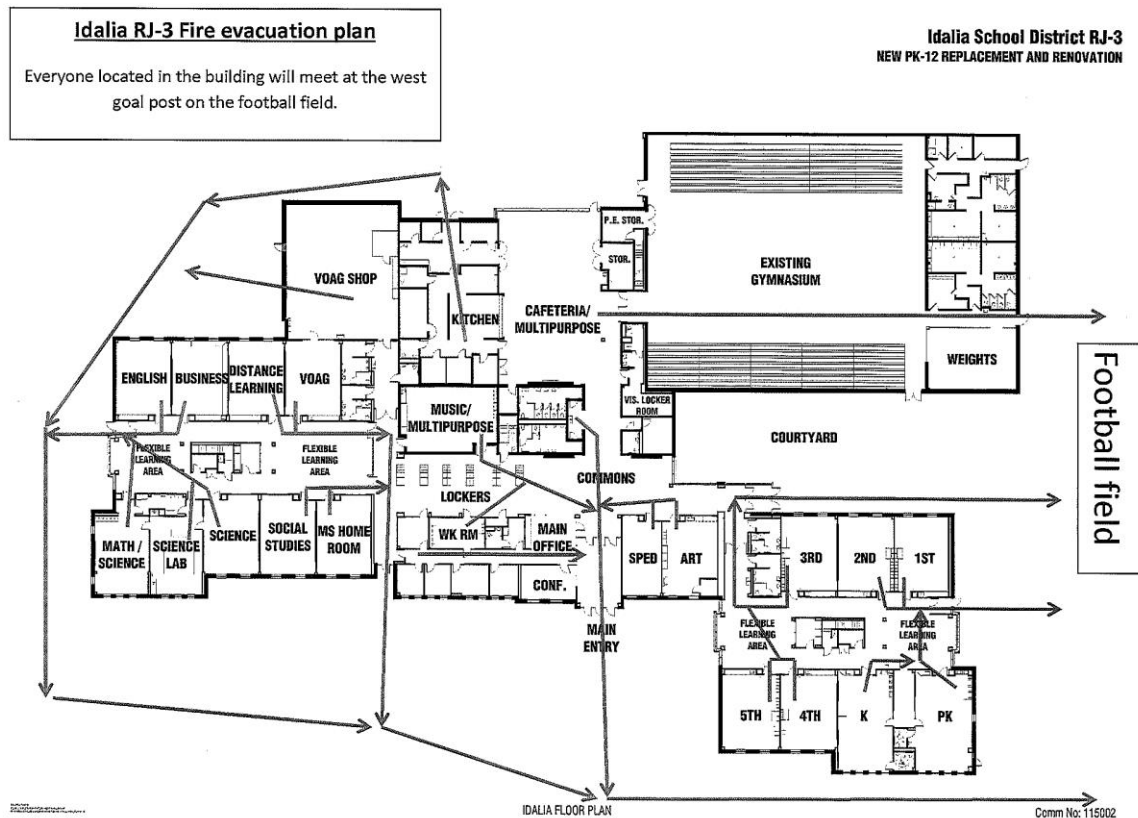 Idalia RJ-3 Fire evacuation plan
Everyone located in the building will meet at the west
goal post on the football field.
Idalia School District RJ-3
NEW PK-12 REPLACEMENT AND RENOVATION
P.E. STOR.
STOR.
EXISTING
GYMNASIUM
VOAG SHOP
KITCHEN
CAFETERIA/
MULTIPURPOSE
WEIGHTS
Football field
ENGLISH
BUSINESS
DISTANCE
LEARNING
VOAG
MUSIC/
MULTIPURPOSE
VIS. LOCKER
ROOM
COURTYARD
FLEXIBLE
LEARNING
AREA
FLEXIBLE
LEARNING
AREA
LOCKERS
COMMONS
MATH /
SCIENCE
SCIENCE
LAB
SCIENCE
SOCIAL
STUDIES
MS HOME
ROOM
WK RM
MAIN
OFFICE
CONF.
SPED
ART
3RD
2ND
1ST
MAIN
ENTRY
FLEXIBLE
LEARNING
AREA
FLEXIBLE
LEARNING
AREA
5TH
4TH
K
PK
IDALIA FLOOR PLAN
Comm No: 115002